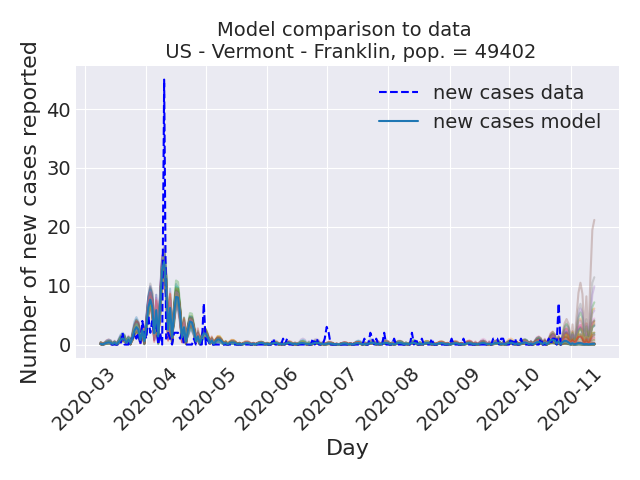 Model comparison to data
US - Vermont - Franklin, pop. = 49402
Number of new cases reported
40
30
20
10
0
new cases data
new cases model
2020-03
2020-04
2020-05
2020-06
2020-07
2020-08
2020-09
2020-10
2020-11
Day